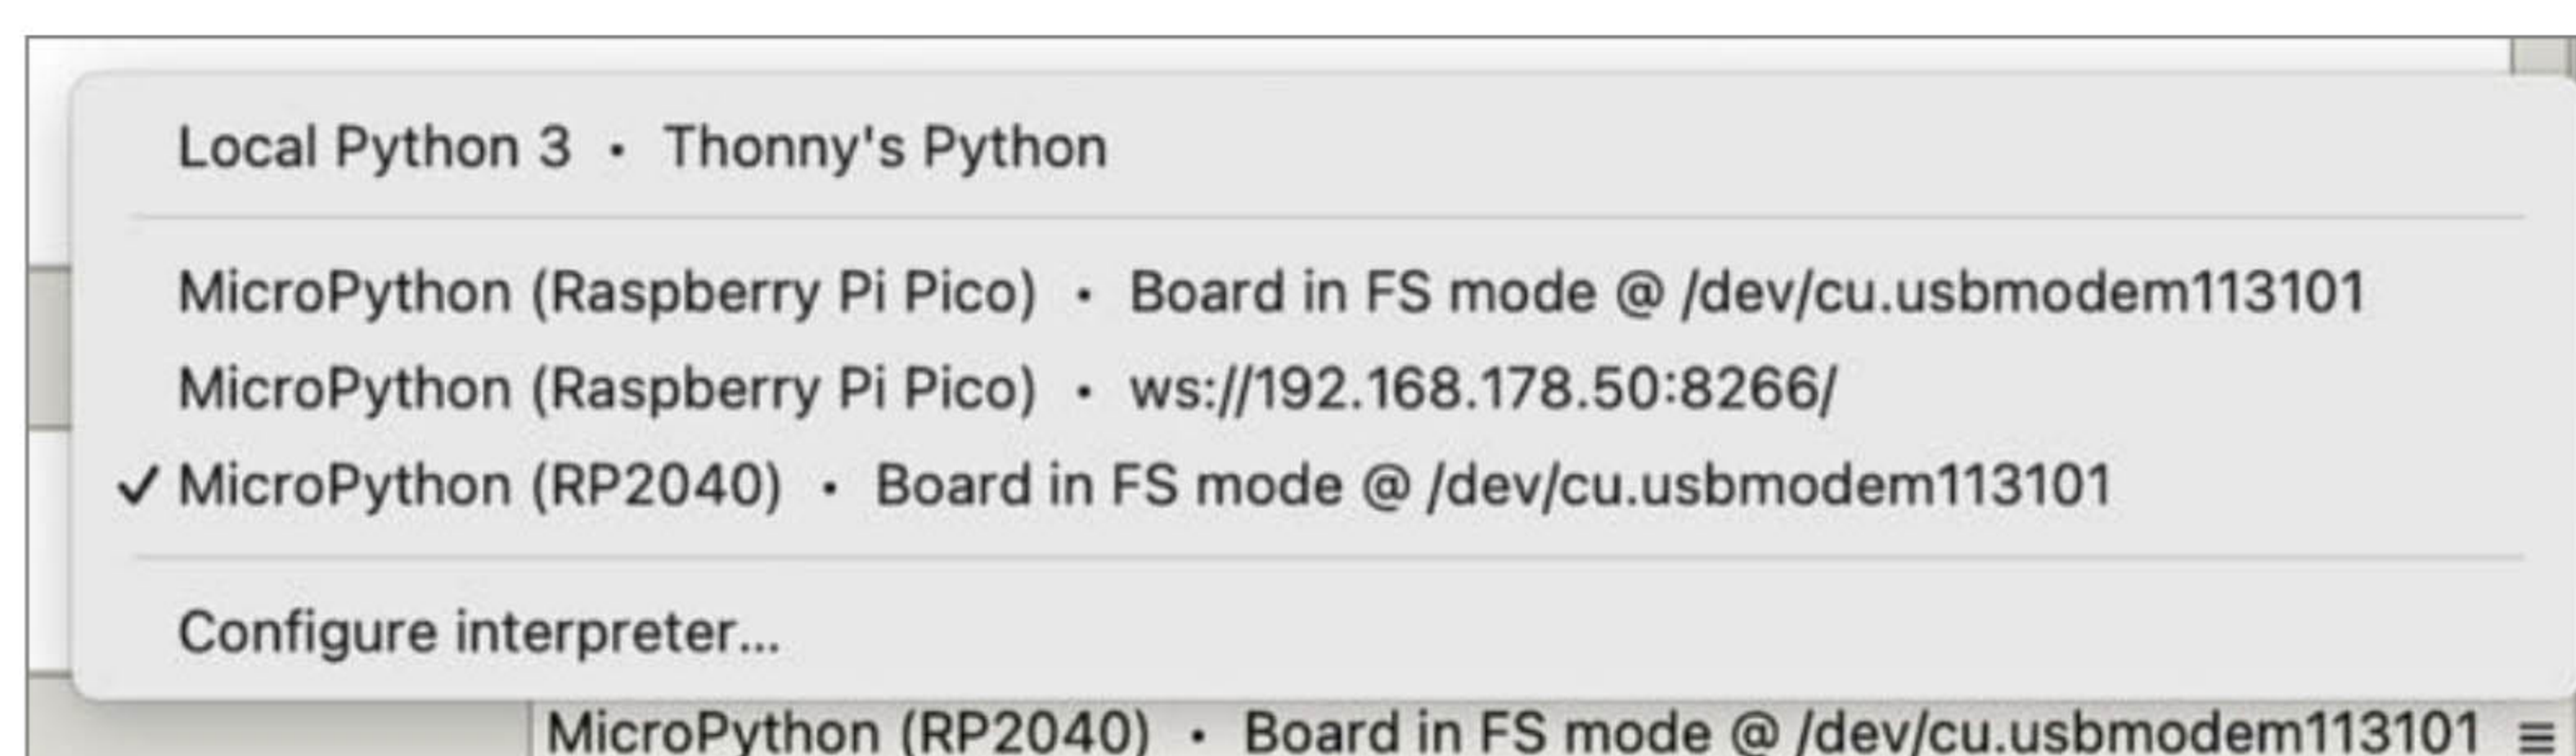 Local Python 3 • Thonny's Python
MicroPython (Raspberry Pi Pico) • Board in FS mode @ /dev/cu.usbmodem113101
MicroPython (Raspberry Pi Pico) • ws://192.168.178.50:8266/
✓ MicroPython (RP2040) • Board in FS mode @ /dev/cu.usbmodem113101
Configure interpreter...
MicroPython (RP2040) • Board in FS mode @ /dev/cu.usbmodem113101 ≡